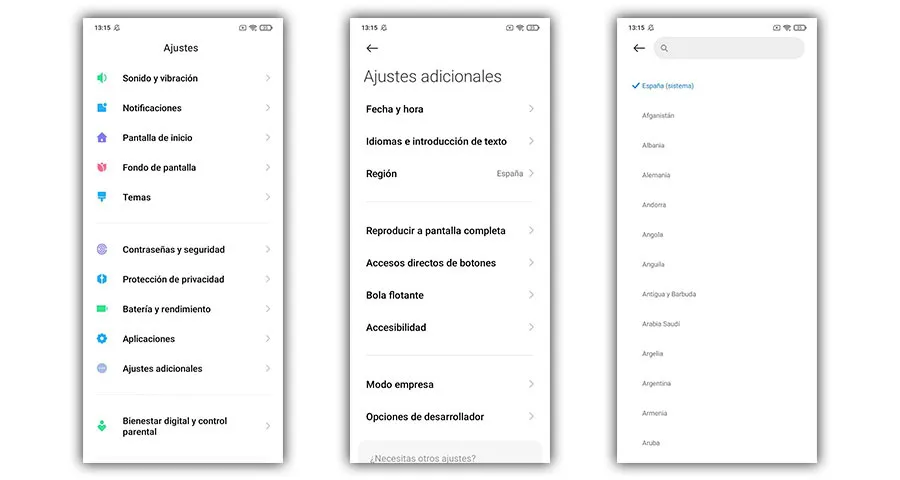 13:15
Ajustes
Sonido y vibración
Notificaciones
Pantalla de inicio
Fondo de pantalla
Temas
Contraseñas y seguridad
Protección de privacidad
Batería y rendimiento
Aplicaciones
Ajustes adicionales
Bienestar digital y control
parental
13:15
Ajustes adicionales
Fecha y hora
Idiomas e introducción de texto
Región España
Reproducir a pantalla completa
Accesos directos de botones
Bola flotante
Accesibilidad
Modo empresa
Opciones de desarrollador
¿Necesitas otros ajustes?
13:15
España (sistema)
Afganistán
Albania
Alemania
Andorra
Angola
Anguila
Antigua y Barbuda
Arabia Saudí
Argelia
Argentina
Armenia
Aruba